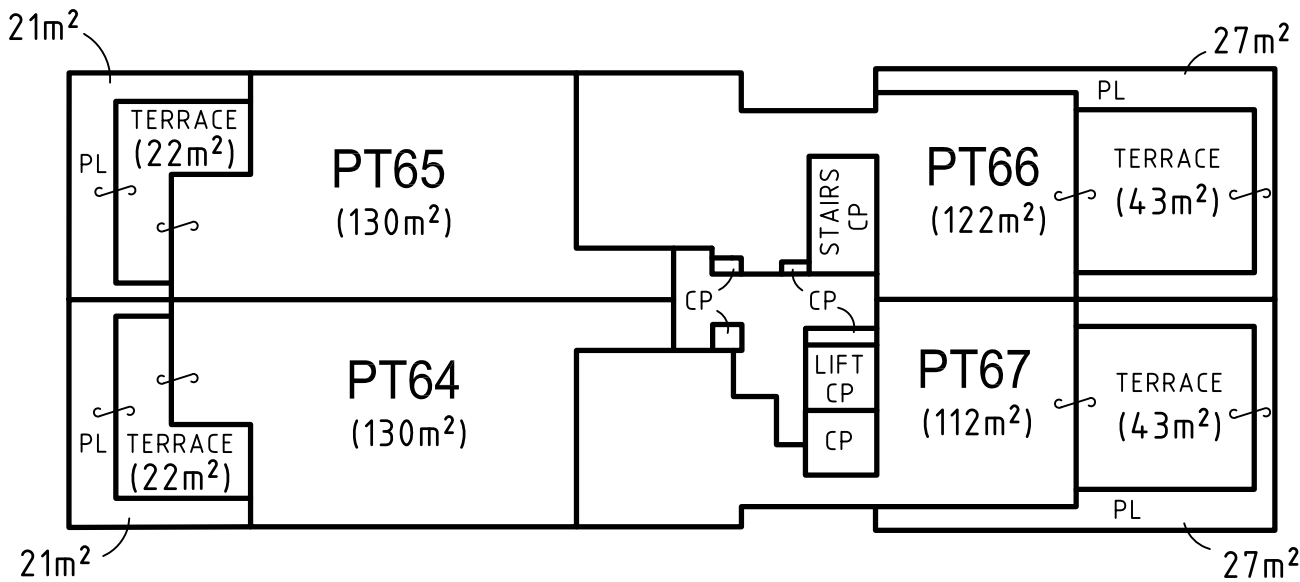 21m²
27m²
PL
TERRACE
(22m²)
PL
PT65
(130m²)
STAIRS
CP
PT66
(122m²)
TERRACE
(43m²)
CP
CP
PT64
(130m²)
LIFT
CP
CP
PT67
(112m²)
TERRACE
(43m²)
PL
TERRACE
(22m²)
PL
21m²
27m²